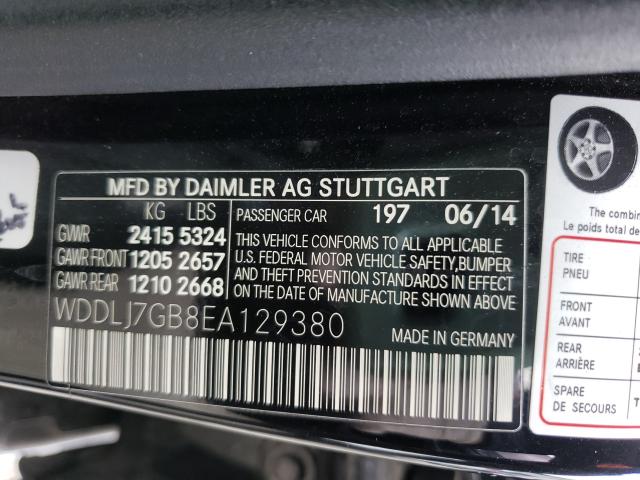 MFD BY DAIMLER AG STUTTGART
KG LBS
GVWR 2415 5324
GAWR FRONT 1205 2657
GAWR REAR 1210 2668
PASSENGER CAR 197 06/14
THIS VEHICLE CONFORMS TO ALL APPLICABLE
U.S. FEDERAL MOTOR VEHICLE SAFETY, BUMPER
AND THEFT PREVENTION STANDARDS IN EFFECT
ON DATE OF MANUFACTURE SHOWN ABOVE.
WDDLJ7GB8EA129380
MADE IN GERMANY
The combin
Le poids total des
TIRE
PNEU
FRONT
AVANT
REAR
ARRIÈRE
SPARE
DE SECOURS